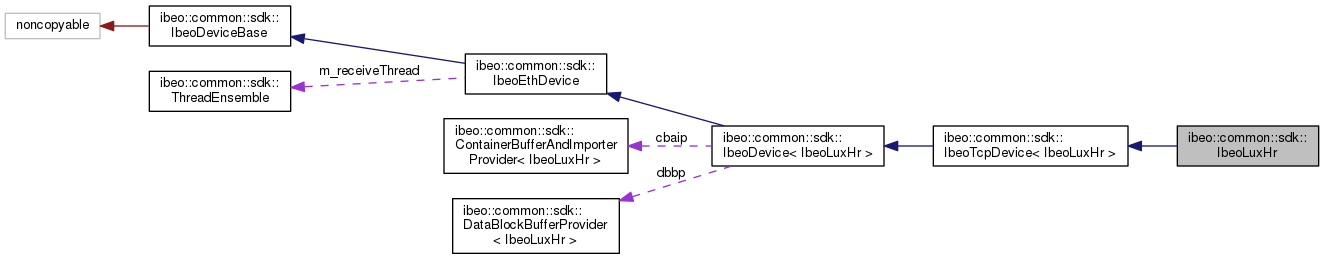 noncopyable
ibeo::common::sdk::
IbeoDeviceBase
m_receiveThread
ibeo::common::sdk::
ThreadEnsemble
ibeo::common::sdk::
IbeoEthDevice
ibeo::common::sdk::
ContainerBufferAndImporter
Provider< IbeoLuxHr >
cbaip
dbbp
ibeo::common::sdk::
DataBlockBufferProvider
< IbeoLuxHr >
ibeo::common::sdk::
IbeoDevice< IbeoLuxHr >
ibeo::common::sdk::
IbeoTcpDevice< IbeoLuxHr >
ibeo::common::sdk::
IbeoLuxHr